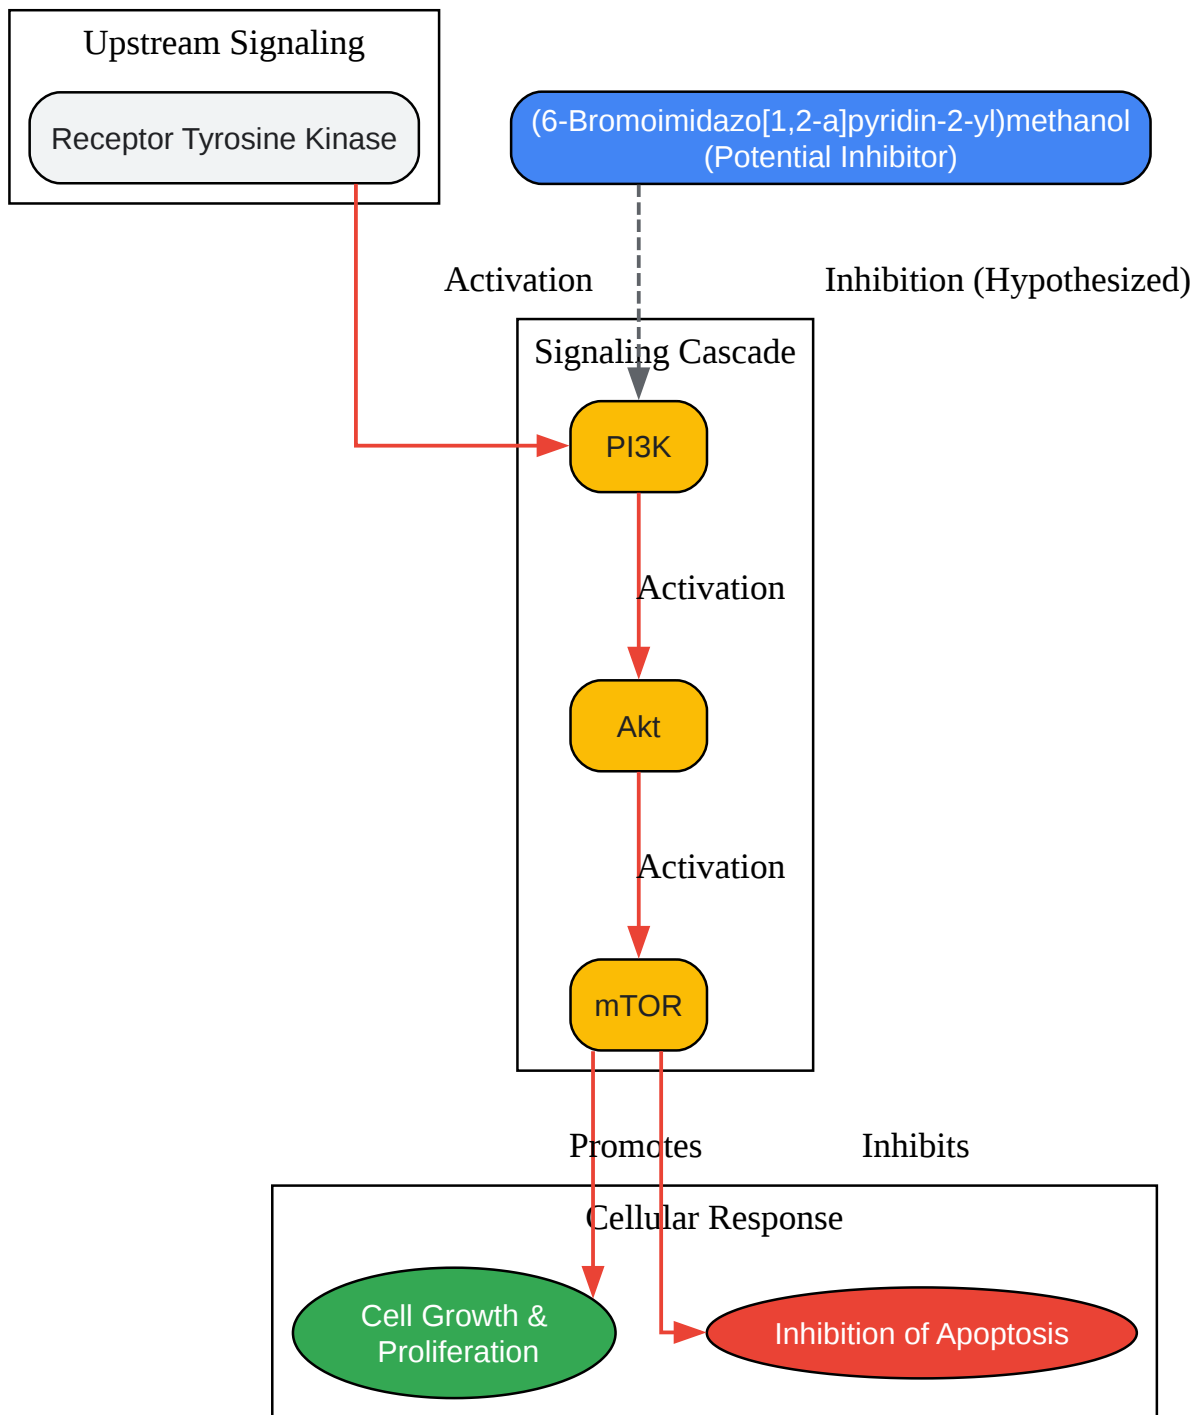 Upstream Signaling
Receptor Tyrosine Kinase
(6-Bromoimidazo[1,2-a]pyridin-2-yl)methanol
(Potential Inhibitor)
Activation
Inhibition (Hypothesized)
Signaling Cascade
PI3K
Activation
Akt
Activation
mTOR
Promotes
Inhibits
Cellular Response
Cell Growth &
Proliferation
Inhibition of Apoptosis